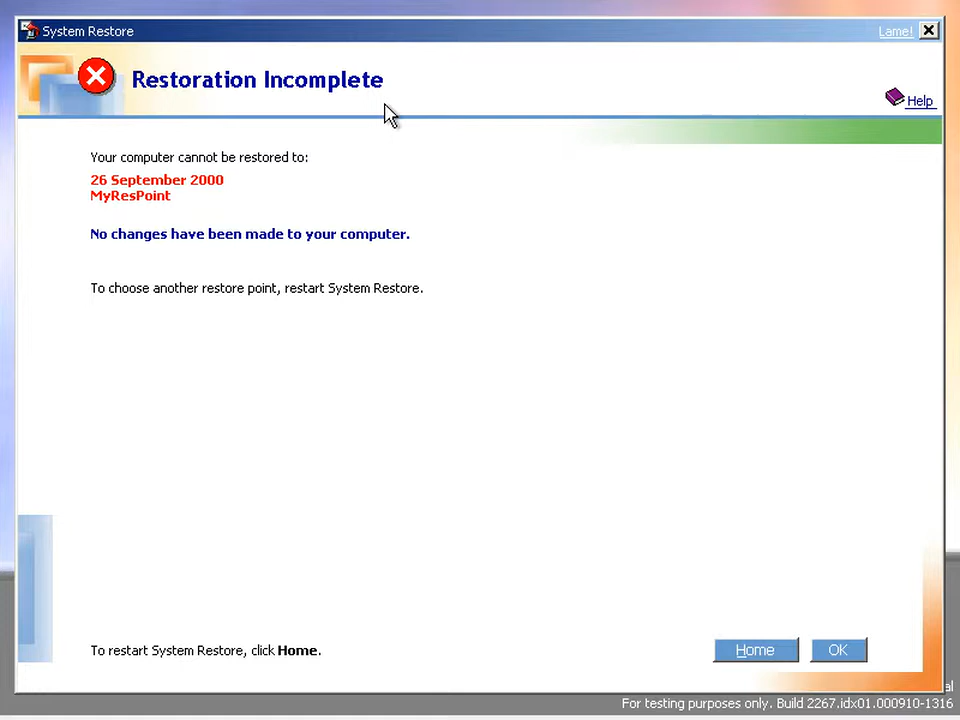 System Restore
Lame!
Restoration Incomplete
Help
Your computer cannot be restored to:
26 September 2000
MyResPoint
No changes have been made to your computer.
To choose another restore point, restart System Restore.
To restart System Restore, click Home.
Home
OK
For testing purposes only. Build 2267.idx01.000910-1316